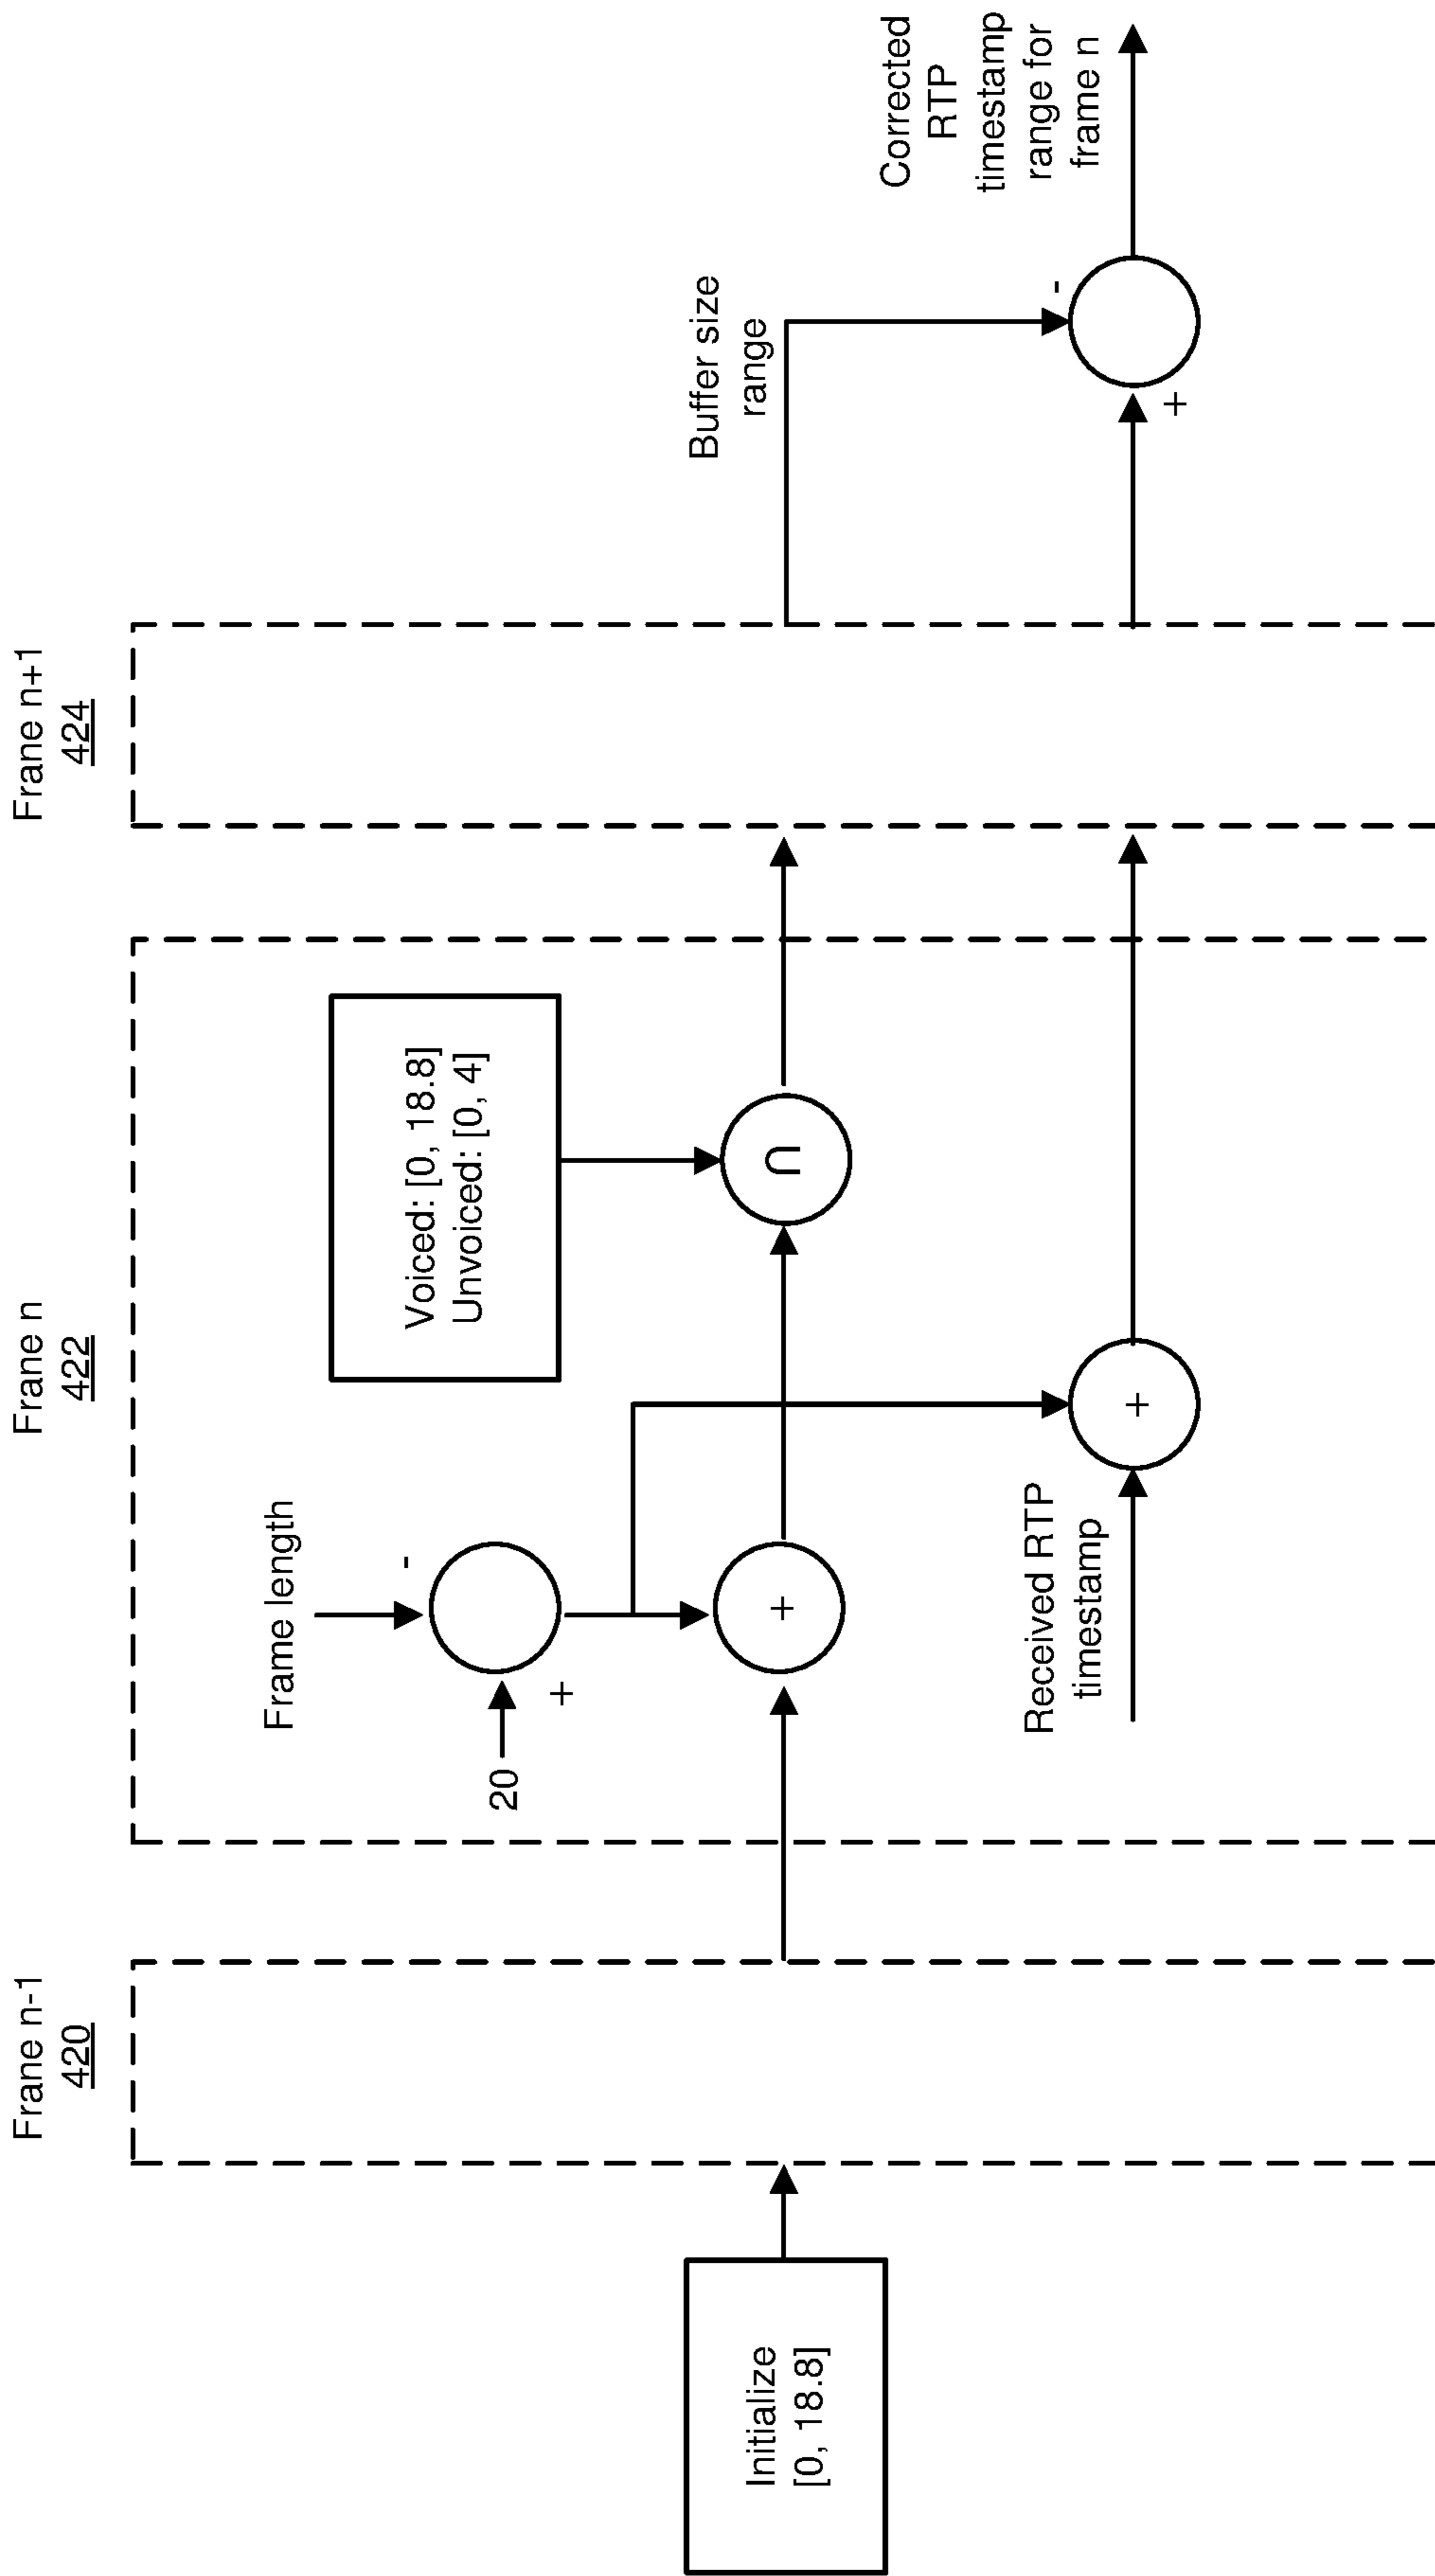 Frane n-1
420
Frane n
422
Frane n+1
424
Initialize
[0, 18.8]
Frame length
-
20
+
+
Voiced: [0, 18.8]
Unvoiced: [0, 4]
∩
Received RTP
timestamp
+
Buffer size
range
-
+
Corrected
RTP
timestamp
range for
frame n